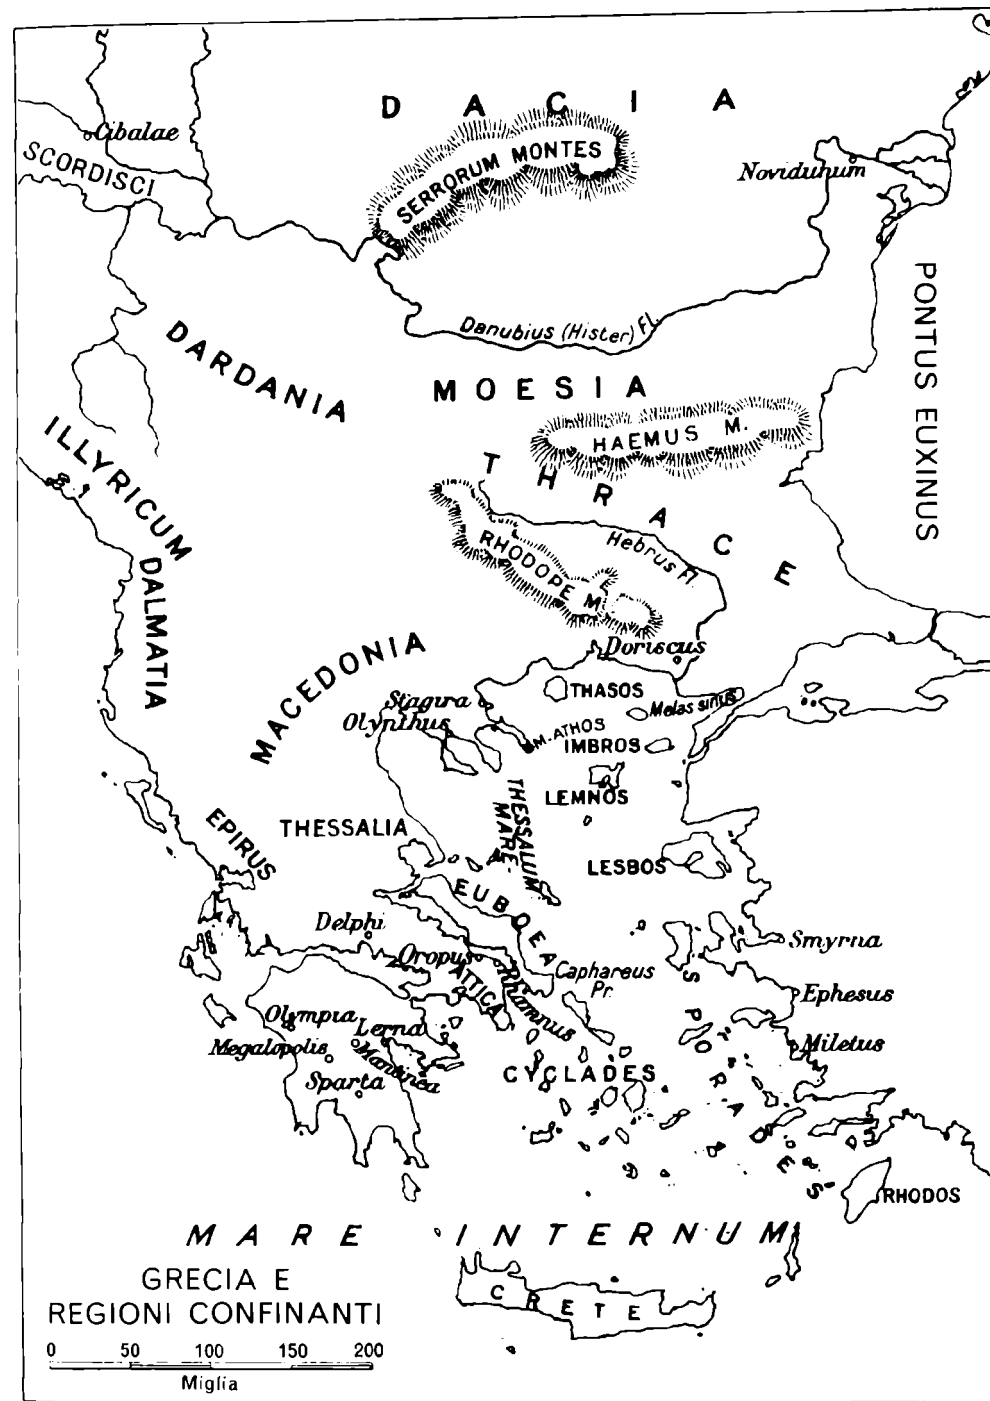 DACIA
Cibalae
SCORDISCI
SERRORUM MONTES
Noviduhum
PONTUS EUXINUS
Danubius (Hister) Fl.
DARDANIA
MOESIA
HAEMUS M.
ILLYRICUM
THRACE
Hebrus Fl.
RHODOPE M.
DALMATIA
Doriscus
MACEDONIA
THASOS
Stagira
Melas sinus
Olynthus
M. ATHOS
IMBROS
LEMNOS
THESSALUM
MARE
EPIRUS
THESSALIA
LESBOS
EUBOEA
Delphi
Smyrna
Oropus
ATTICA
Rhamnus
Caphareus
Pr.
Ephesus
SPORADES
Olympia
Lerna
Megalopolis
Mantinea
Miletus
Sparta
CYCLADES
RHODOS
MARE INTERNUM
CRETE
GRECIA E
REGIONI CONFINANTI
0 50 100 150 200
Miglia